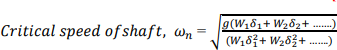 Critical speed of shaft, ωₙ = √(g(W₁δ₁ + W₂δ₂ + .......)/(W₁δ₁² + W₂δ₂² + .......))